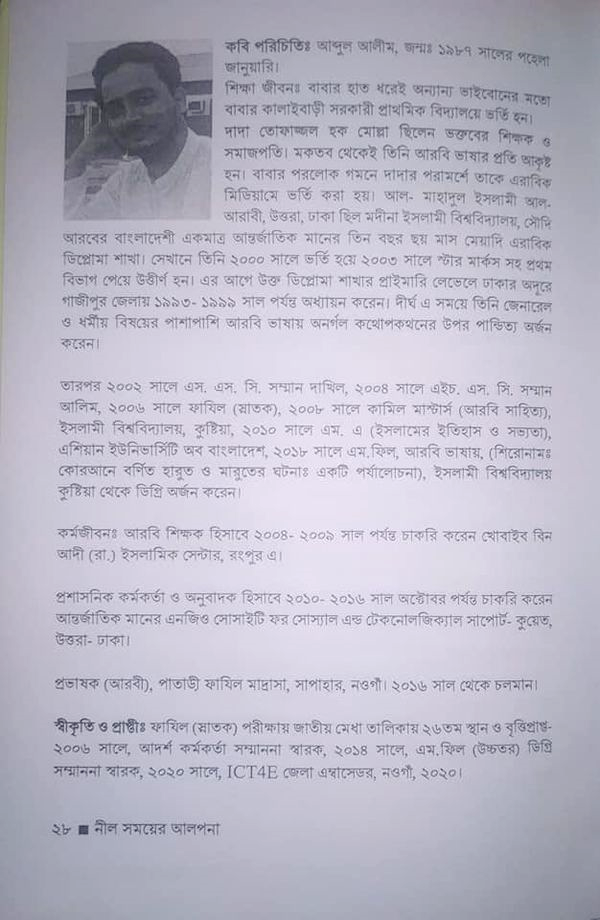 কবি পরিচিতিঃ আব্দুল আলীম, জন্মঃ ১৯৮৭ সালের পহেলা
জানুয়ারি।
শিক্ষা জীবনঃ বাবার হাত ধরেই অন্যান্য ভাইবোনের মতো
বাবার কালাইবাড়ী সরকারী প্রাথমিক বিদ্যালয়ে ভর্তি হন।
দাদা তোফাজ্জল হক মোল্লা ছিলেন ভক্তবের শিক্ষক ও
সমাজপতি। মকতব থেকেই তিনি আরবি ভাষার প্রতি আকৃষ্ট
হন। বাবার পরলোক গমনে দাদার পরামর্শে তাকে এরাবিক
মিডিয়ামে ভর্তি করা হয়। আল- মাহাদুল ইসলামী আল-
আরাবী, উত্তরা, ঢাকা ছিল মদীনা ইসলামী বিশ্ববিদ্যালয়, সৌদি
আরবের বাংলাদেশী একমাত্র আন্তর্জাতিক মানের তিন বছর ছয় মাস মেয়াদি এরাবিক
ডিপ্লোমা শাখা। সেখানে তিনি ২০০০ সালে ভর্তি হয়ে ২০০৩ সালে স্টার মার্কস সহ প্রথম
বিভাগ পেয়ে উত্তীর্ণ হন। এর আগে উক্ত ডিপ্লোমা শাখার প্রাইমারি লেভেলে ঢাকার অদূরে
গাজীপুর জেলায় ১৯৯৩- ১৯৯৯ সাল পর্যন্ত অধ্যায়ন করেন। দীর্ঘ এ সময়ে তিনি জেনারেল
ও ধর্মীয় বিষয়ের পাশাপাশি আরবি ভাষায় অনর্গল কথোপকথনের উপর পান্ডিত্য অর্জন
করেন।
তারপর ২০০২ সালে এস. এস. সি. সম্মান দাখিল, ২০০৪ সালে এইচ. এস. সি. সম্মান
আলিম, ২০০৬ সালে ফাযিল (স্নাতক), ২০০৮ সালে কামিল মাস্টার্স (আরবি সাহিত্য),
ইসলামী বিশ্ববিদ্যালয়, কুষ্টিয়া, ২০১০ সালে এম. এ (ইসলামের ইতিহাস ও সভ্যতা),
এশিয়ান ইউনিভার্সিটি অব বাংলাদেশ, ২০১৮ সালে এম.ফিল, আরবি ভাষায়, (শিরোনামঃ
কোরআনে বর্ণিত হারুত ও মারুতের ঘটনাঃ একটি পর্যালোচনা), ইসলামী বিশ্ববিদ্যালয়
কুষ্টিয়া থেকে ডিগ্রি অর্জন করেন।
কর্মজীবনঃ আরবি শিক্ষক হিসাবে ২০০৪- ২০০৯ সাল পর্যন্ত চাকরি করেন খোবাইব বিন
আদী (রা.) ইসলামিক সেন্টার, রংপুর এ।
প্রশাসনিক কর্মকর্তা ও অনুবাদক হিসাবে ২০১০- ২০১৬ সাল অক্টোবর পর্যন্ত চাকরি করেন
আন্তর্জাতিক মানের এনজিও সোসাইটি ফর সোস্যাল এন্ড টেকনোলজিক্যাল সাপোর্ট- কুয়েত,
উত্তরা- ঢাকা।
প্রভাষক (আরবী), পাতাড়ী ফাযিল মাদ্রাসা, সাপাহার, নওগাঁ। ২০১৬ সাল থেকে চলমান।
স্বীকৃতি ও প্রাপ্তীঃ ফাযিল (স্নাতক) পরীক্ষায় জাতীয় মেধা তালিকায় ২৬তম স্থান ও বৃত্তিপ্রাপ্ত-
২০০৬ সালে, আদর্শ কর্মকর্তা সম্মাননা স্বারক, ২০১৪ সালে, এম.ফিল (উচ্চতর) ডিগ্রি
সম্মাননা স্বারক, ২০২০ সালে, ICT4E জেলা এম্বাসেডর, নওগাঁ, ২০২০।
২৮ ■ নীল সময়ের আলপনা